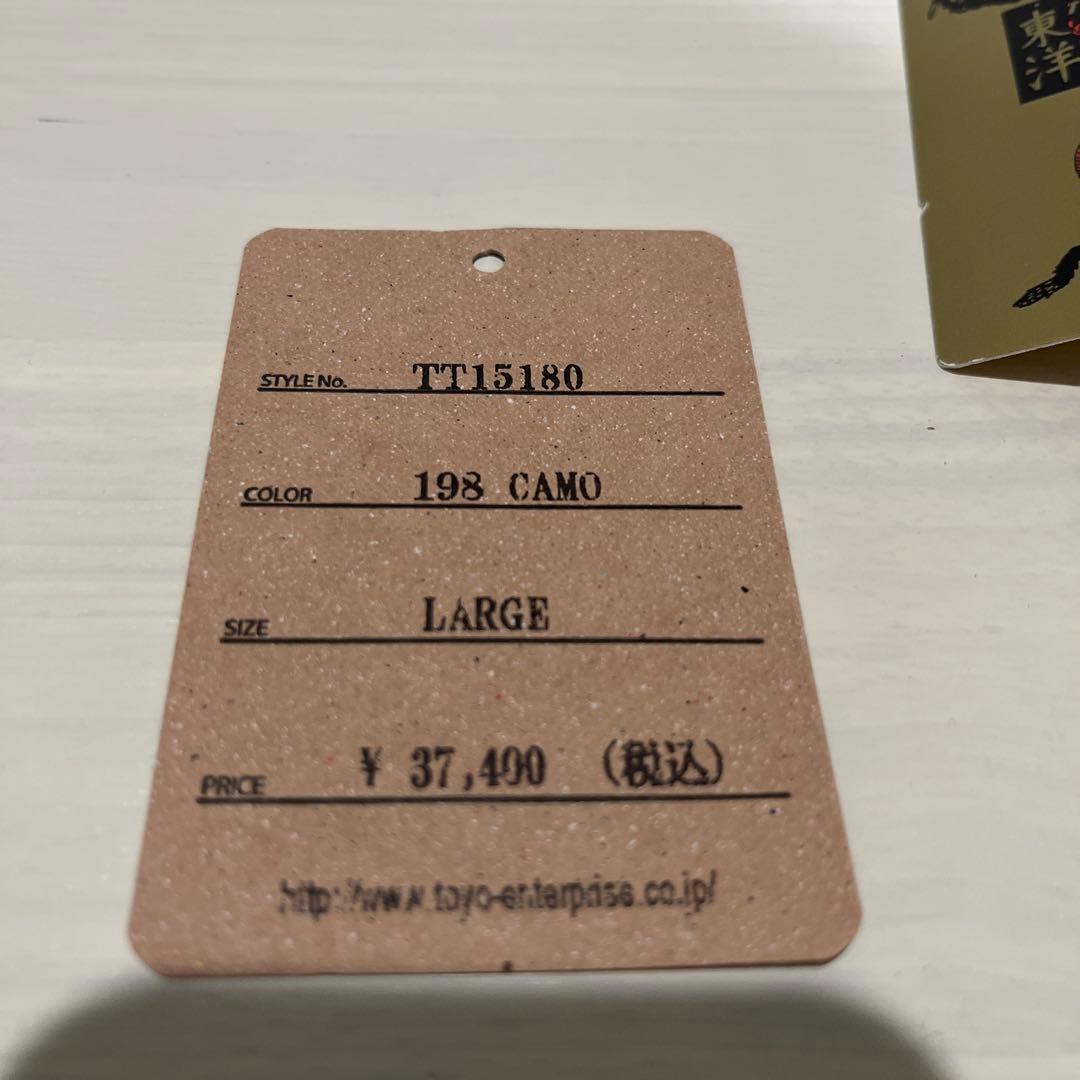 東洋
STYLE No. TT15180
COLOR 198 CAMO
SIZE LARGE
PRICE ¥ 37,400 (税込)
http://www.toyo-enterprise.co.jp/